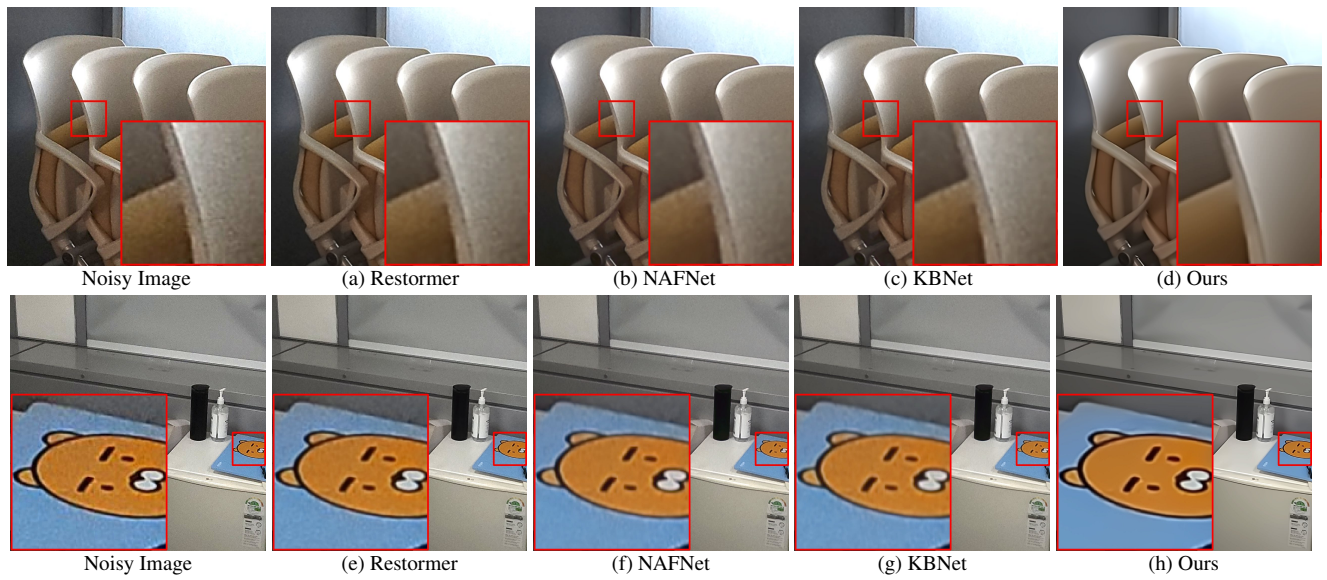 Noisy Image (a) Restormer (b) NAFNet (c) KBNet (d) Ours
Noisy Image (e) Restormer (f) NAFNet (g) KBNet (h) Ours